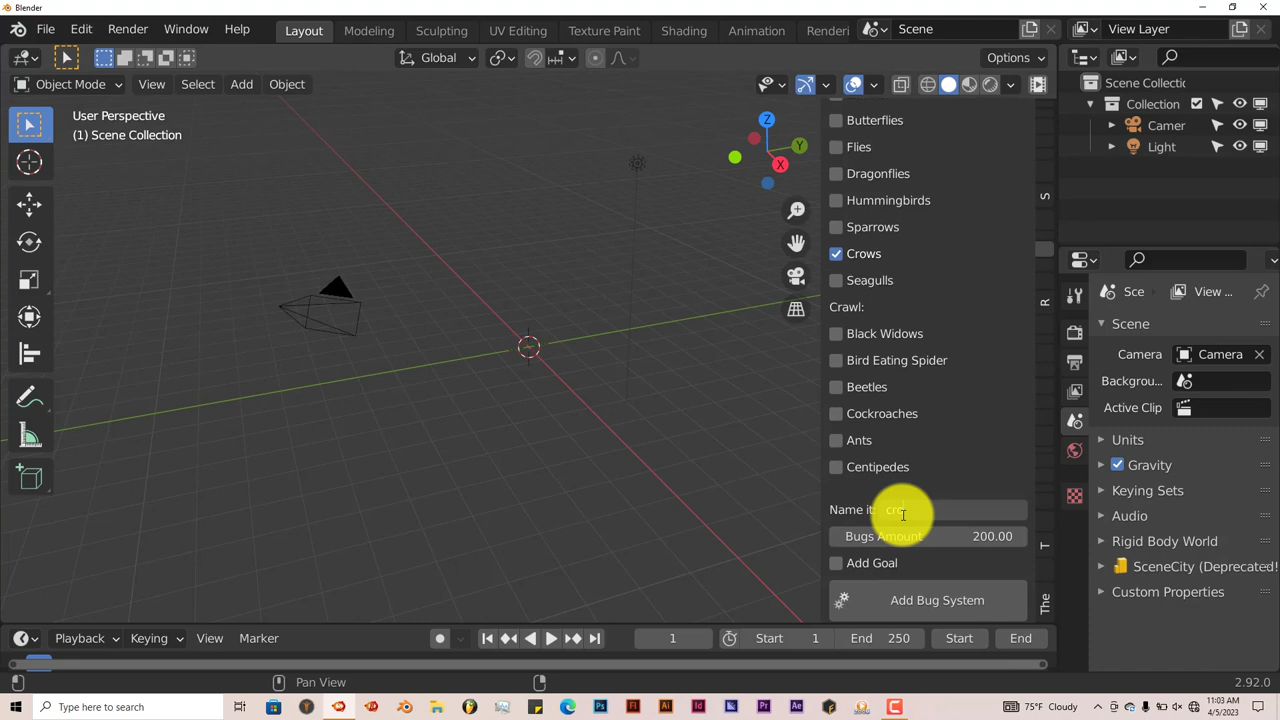 Blender
File Edit Render Window Help Layout Modeling Sculpting UV Editing Texture Paint Shading Animation Renderi Scene View Layer
Global Options
Object Mode View Select Add Object
User Perspective
(1) Scene Collection
Z
Y
X
Butterflies
Flies
Dragonflies
Hummingbirds
Sparrows
Crows
Seagulls
Crawl:
Black Widows
Bird Eating Spider
Beetles
Cockroaches
Ants
Centipedes
Name it: cro
Bugs Amount 200.00
Add Goal
Add Bug System
S
R
T
The
Scene Collectic
Collection
Camer
Light
Sce View ...
Scene
Camera Camera
Backgrou...
Active Clip
Units
Gravity
Keying Sets
Audio
Rigid Body World
SceneCity (Deprecated!
Custom Properties
Playback Keying View Marker 1 Start 1 End 250 Start End
Pan View 2.92.0
Type here to search 75°F Cloudy 11:03 AM
4/5/2023